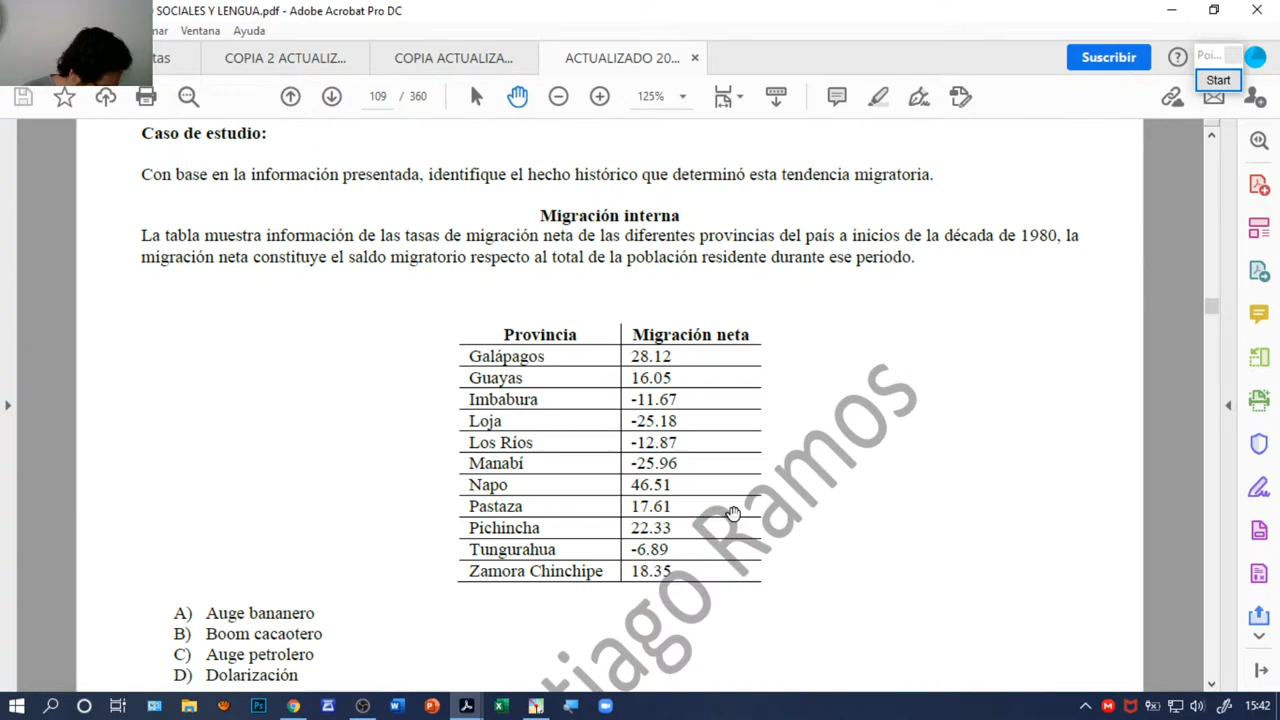 SOCIALES Y LENGUA.pdf - Adobe Acrobat Pro DC
nar Ventana Ayuda
tas COPIA 2 ACTUALIZ... COPIA ACTUALIZA... ACTUALIZADO 20... × Suscribir Poi...
Start
109 / 360 125%
Caso de estudio:
Con base en la información presentada, identifique el hecho histórico que determinó esta tendencia migratoria.
Migración interna
La tabla muestra información de las tasas de migración neta de las diferentes provincias del país a inicios de la década de 1980, la
migración neta constituye el saldo migratorio respecto al total de la población residente durante ese periodo.
Provincia Migración neta
Galápagos 28.12
Guayas 16.05
Imbabura -11.67
Loja -25.18
Los Ríos -12.87
Manabí -25.96
Napo 46.51
Pastaza 17.61
Pichincha 22.33
Tungurahua -6.89
Zamora Chinchipe 18.35
A) Auge bananero
B) Boom cacaotero
C) Auge petrolero
D) Dolarización
tiago Ramos
15:42